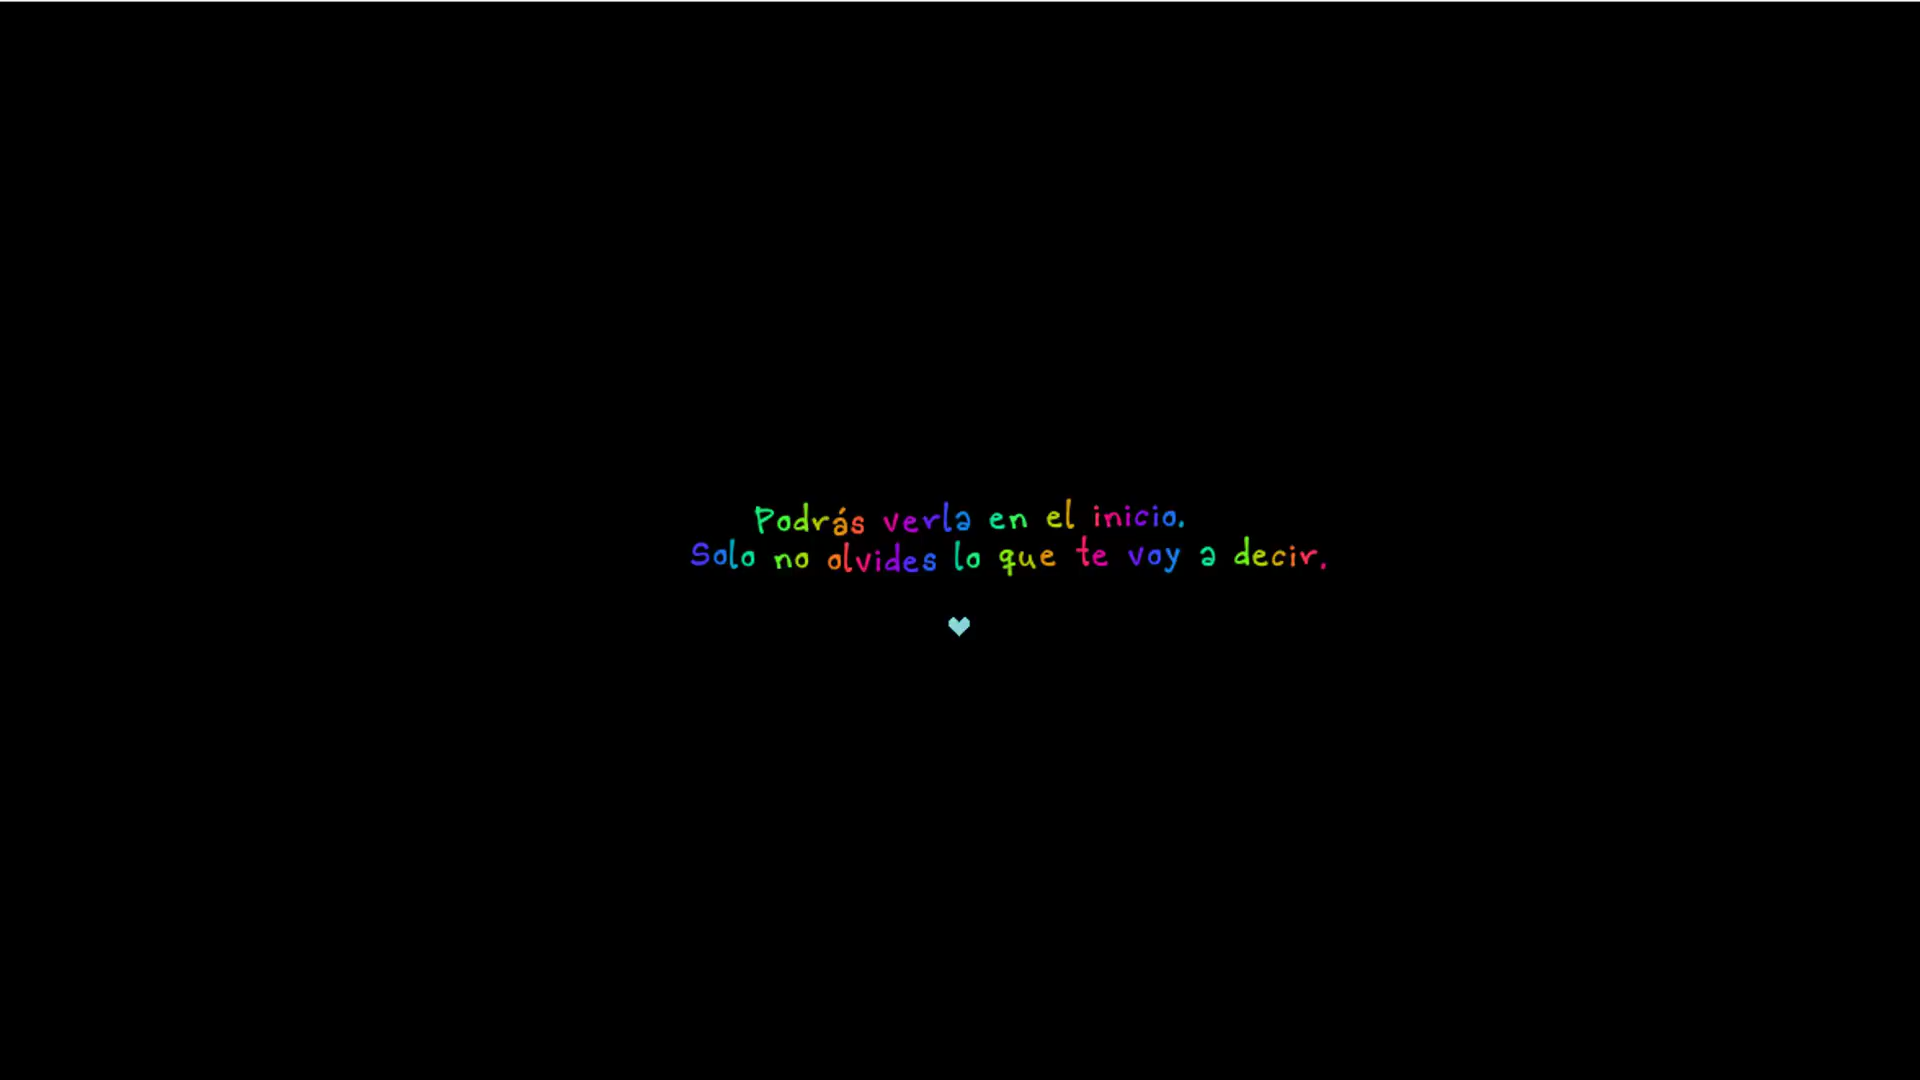 Podrás verla en el inicio.
Solo no olvides lo que te voy a decir.